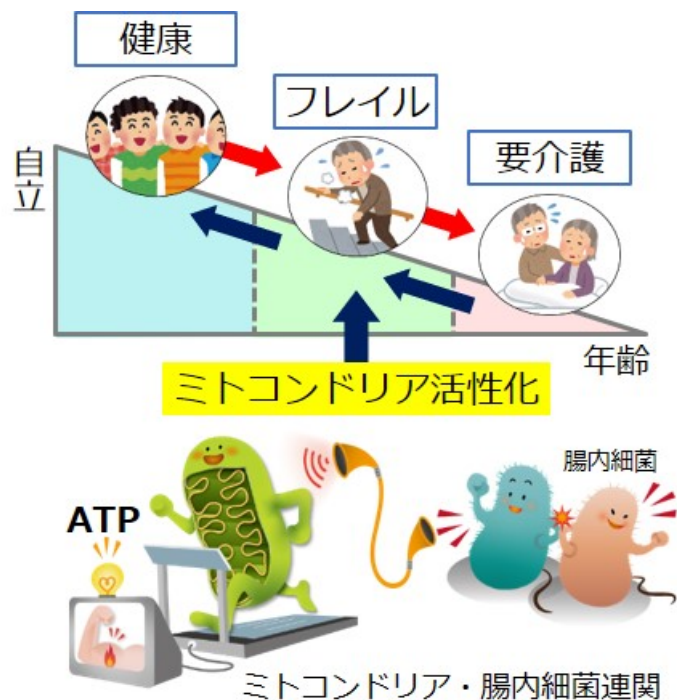 健康
フレイル
要介護
自立
年齢
ミトコンドリア活性化
腸内細菌
ATP
ミトコンドリア・腸内細菌連関